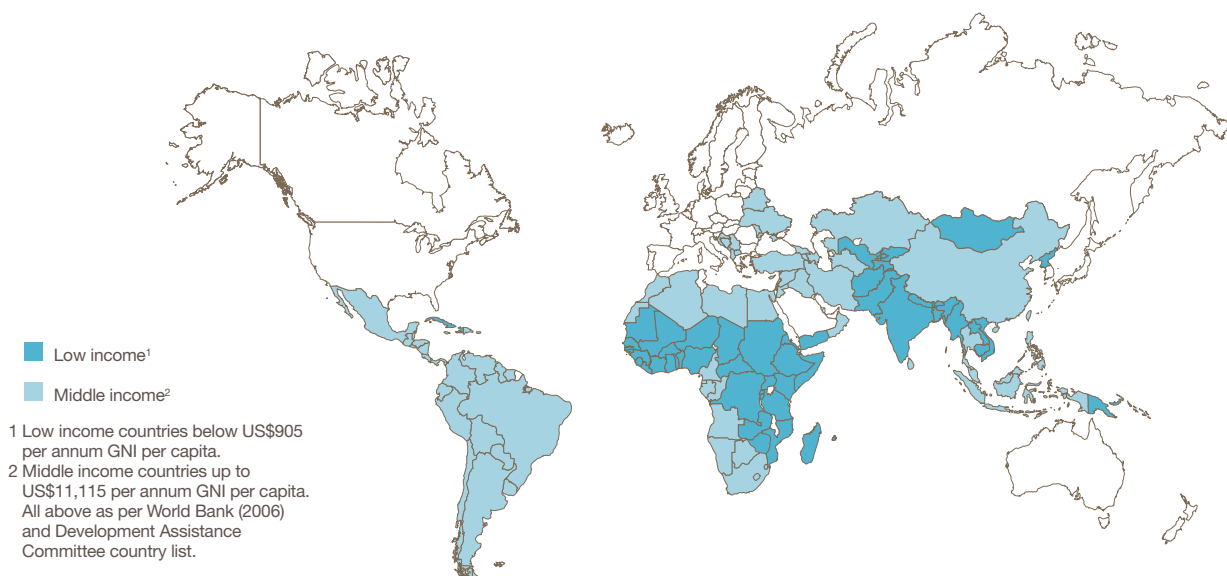 Low income¹
Middle income²
1 Low income countries below US$905
per annum GNI per capita.
2 Middle income countries up to
US$11,115 per annum GNI per capita.
All above as per World Bank (2006)
and Development Assistance
Committee country list.